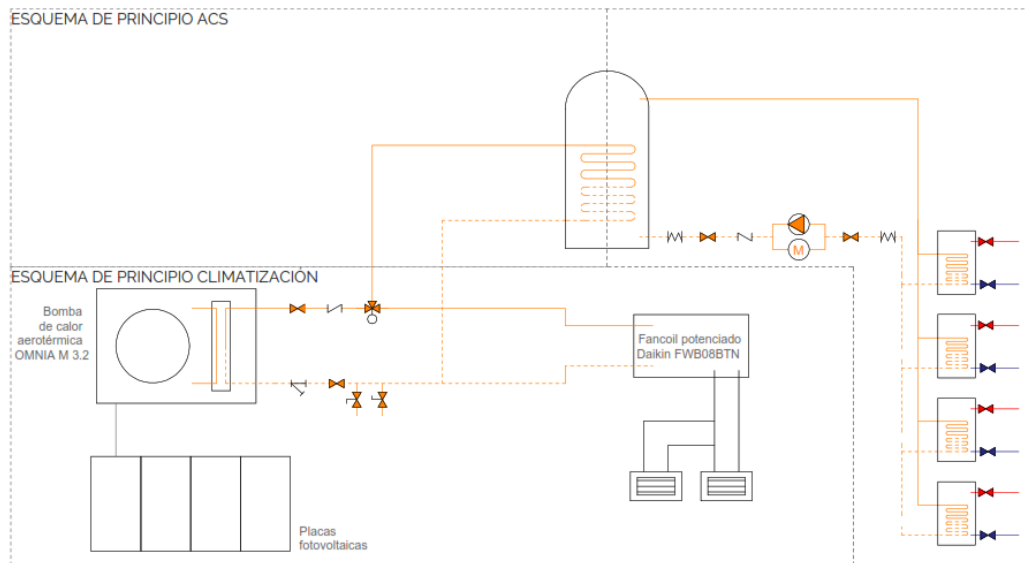 ESQUEMA DE PRINCIPIO ACS
ESQUEMA DE PRINCIPIO CLIMATIZACIÓN
Bomba
de calor
aerotérmica
OMNIA M 3.2
Fancoil potenciado
Daikin FWB08BTN
M
Placas
fotovoltaicas